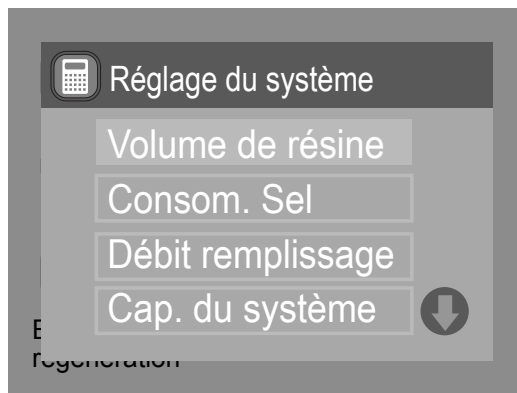 Réglage du système
Volume de résine
Consom. Sel
Débit remplissage
Cap. du système